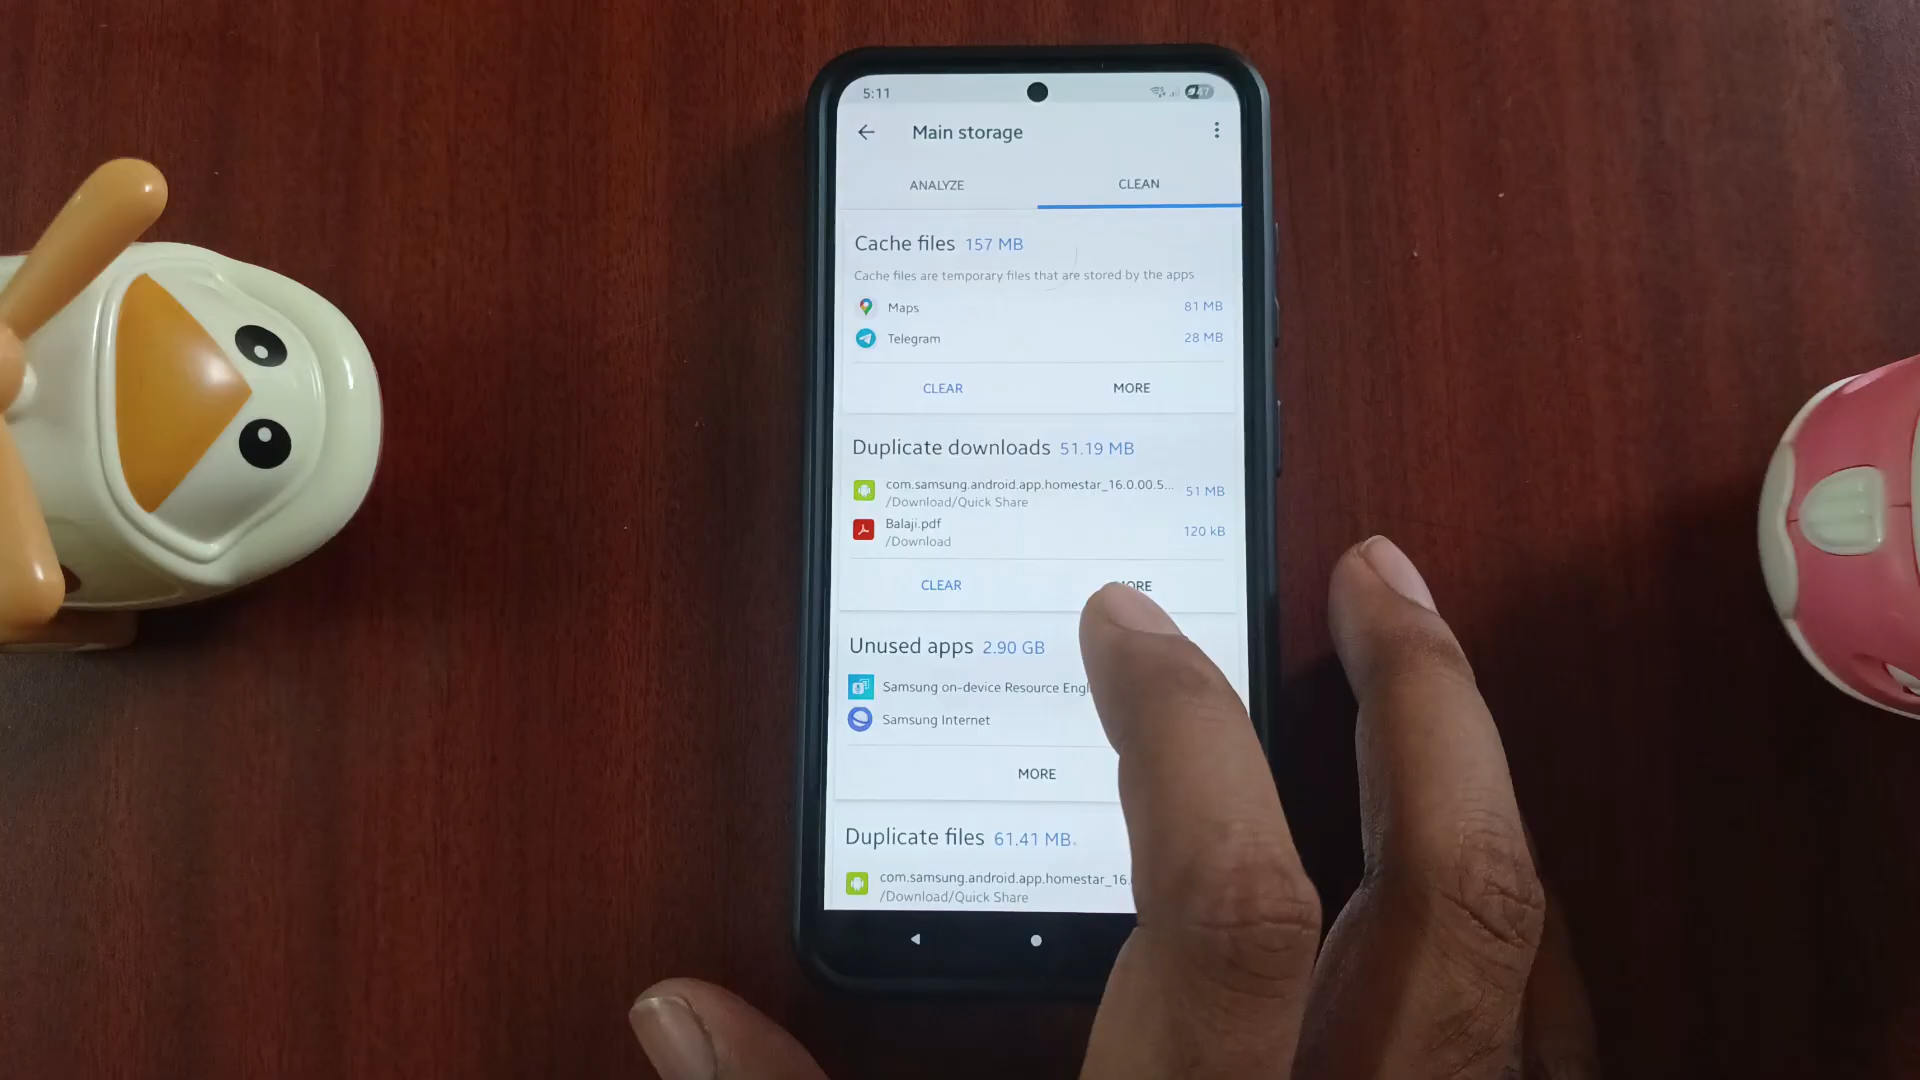 5:11
47
Main storage
ANALYZE
CLEAN
Cache files 157 MB
Cache files are temporary files that are stored by the apps
Maps 81 MB
Telegram 28 MB
CLEAR
MORE
Duplicate downloads 51.19 MB
com.samsung.android.app.homestar_16.0.00.5... 51 MB
/Download/Quick Share
Balaji.pdf 120 kB
/Download
CLEAR
ORE
Unused apps 2.90 GB
Samsung on-device Resource
Samsung Internet
MORE
Duplicate files 61.41 MB
com.samsung.android.app.homestar_16.
/Download/Quick Share